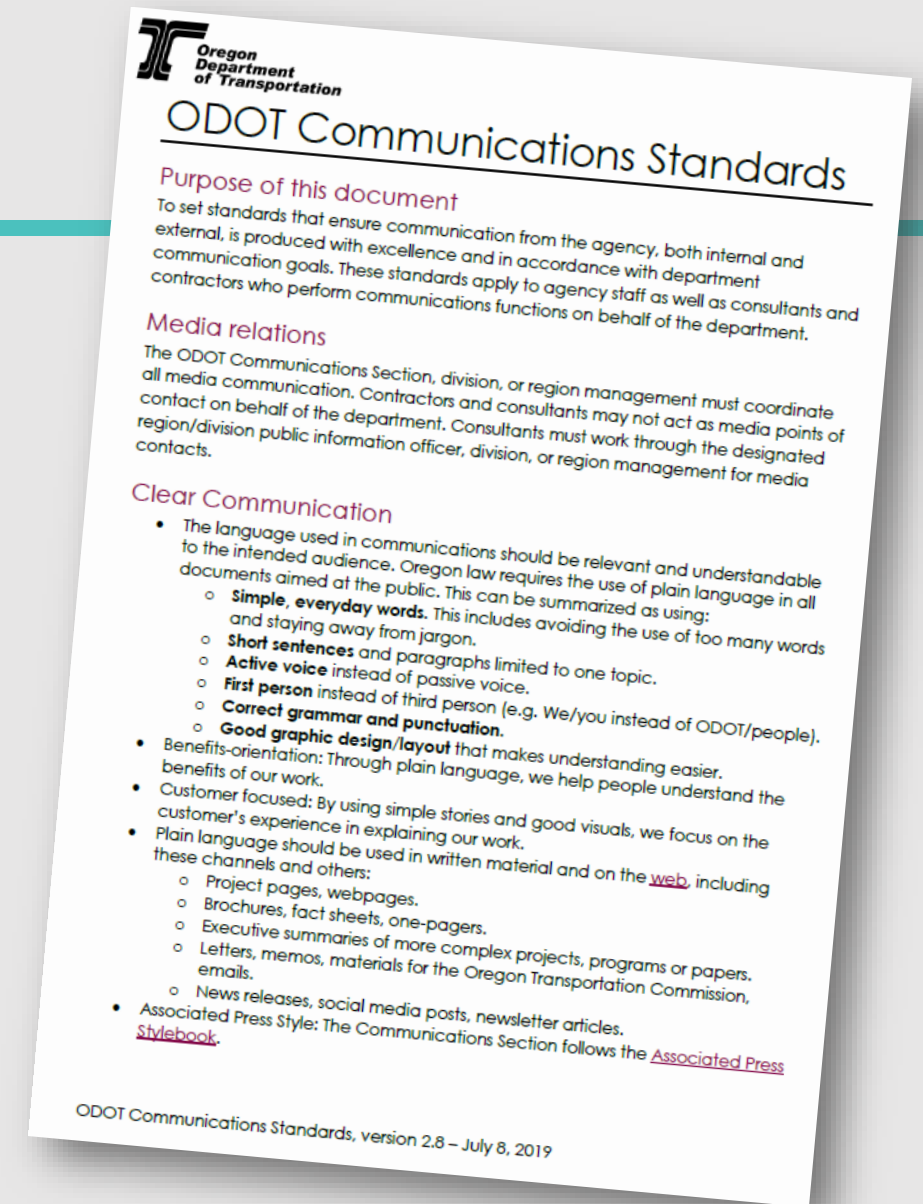 Oregon
Department
of Transportation
ODOT Communications Standards
Purpose of this document
To set standards that ensure communication from the agency, both internal and
external, is produced with excellence and in accordance with department
communication goals. These standards apply to agency staff as well as consultants and
contractors who perform communications functions on behalf of the department.
Media relations
The ODOT Communications Section, division, or region management must coordinate
all media communication. Contractors and consultants may not act as media points of
contact on behalf of the department. Consultants must work through the designated
region/division public information officer, division, or region management for media
contacts.
Clear Communication
• The language used in communications should be relevant and understandable
to the intended audience. Oregon law requires the use of plain language in all
documents aimed at the public. This can be summarized as using:
o Simple, everyday words. This includes avoiding the use of too many words
and staying away from jargon.
o Short sentences and paragraphs limited to one topic.
o Active voice instead of passive voice.
o First person instead of third person (e.g. We/you instead of ODOT/people).
o Correct grammar and punctuation.
o Good graphic design/layout that makes understanding easier.
• Benefits-orientation: Through plain language, we help people understand the
benefits of our work.
• Customer focused: By using simple stories and good visuals, we focus on the
customer's experience in explaining our work.
• Plain language should be used in written material and on the web, including
these channels and others:
o Project pages, webpages.
o Brochures, fact sheets, one-pagers.
o Executive summaries of more complex projects, programs or papers.
o Letters, memos, materials for the Oregon Transportation Commission,
emails.
o News releases, social media posts, newsletter articles.
• Associated Press Style: The Communications Section follows the Associated Press
Stylebook.
ODOT Communications Standards, version 2.8 – July 8, 2019